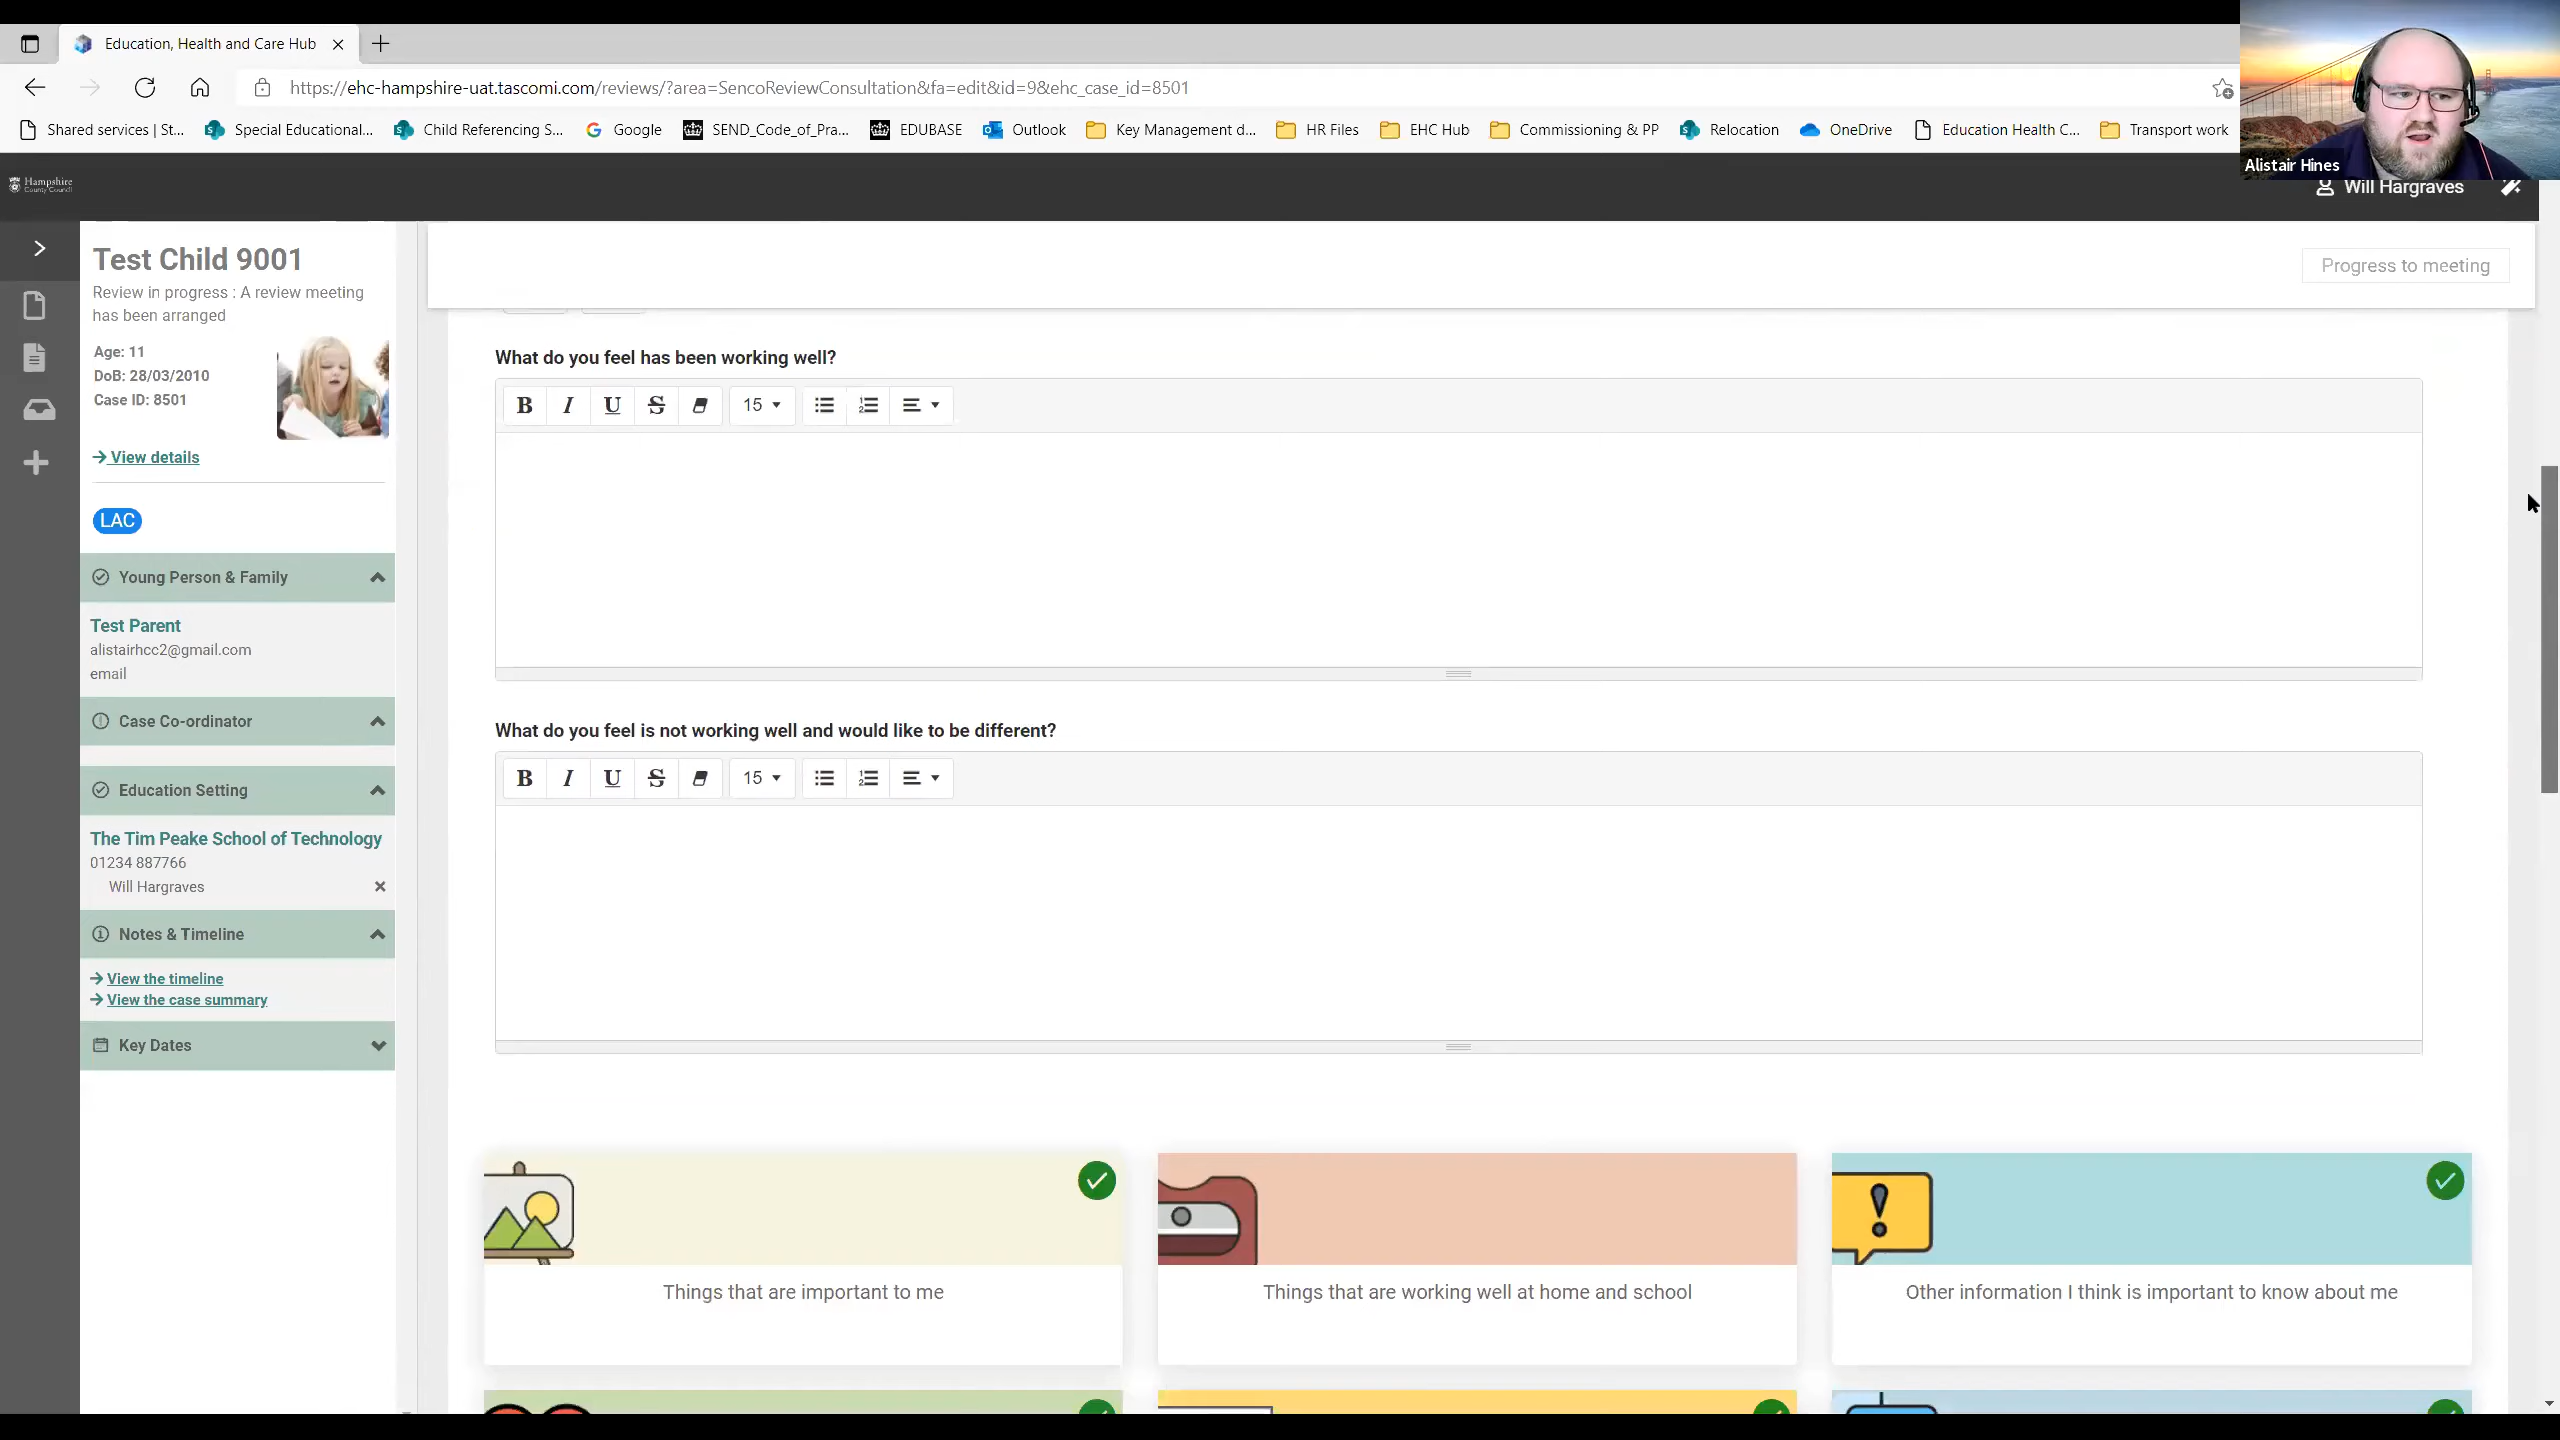 Education, Health and Care Hub
https://ehc-hampshire-uat.tascomi.com/reviews/?area=SencoReviewConsultation&fa=edit&id=9&ehc_case_id=8501
Shared services | St...
Special Educational...
Child Referencing S...
Google
SEND_Code_of_Pra...
EDUBASE
Outlook
Key Management d...
HR Files
EHC Hub
Commissioning & PP
Relocation
OneDrive
Education Health C...
Transport work
Alistair Hines
Hampshire
County Council
Will Hargraves
Test Child 9001
Review in progress : A review meeting
has been arranged
Age: 11
DoB: 28/03/2010
Case ID: 8501
View details
LAC
Young Person & Family
Test Parent
alistairhcc2@gmail.com
email
Case Co-ordinator
Education Setting
The Tim Peake School of Technology
01234 887766
Will Hargraves
Notes & Timeline
View the timeline
View the case summary
Key Dates
Progress to meeting
What do you feel has been working well?
B I U S 15
What do you feel is not working well and would like to be different?
B I U S 15
Things that are important to me
Things that are working well at home and school
Other information I think is important to know about me